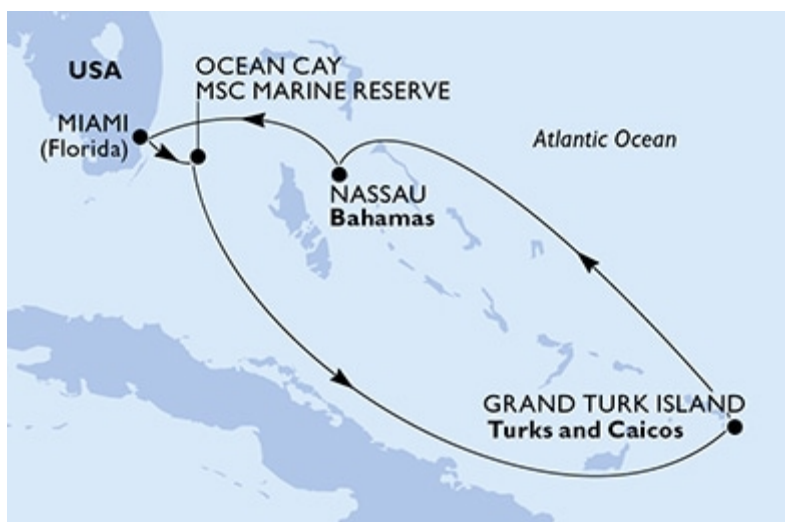 USA
OCEAN CAY
MSC MARINE RESERVE
MIAMI
(Florida)
Atlantic Ocean
NASSAU
Bahamas
GRAND TURK ISLAND
Turks and Caicos